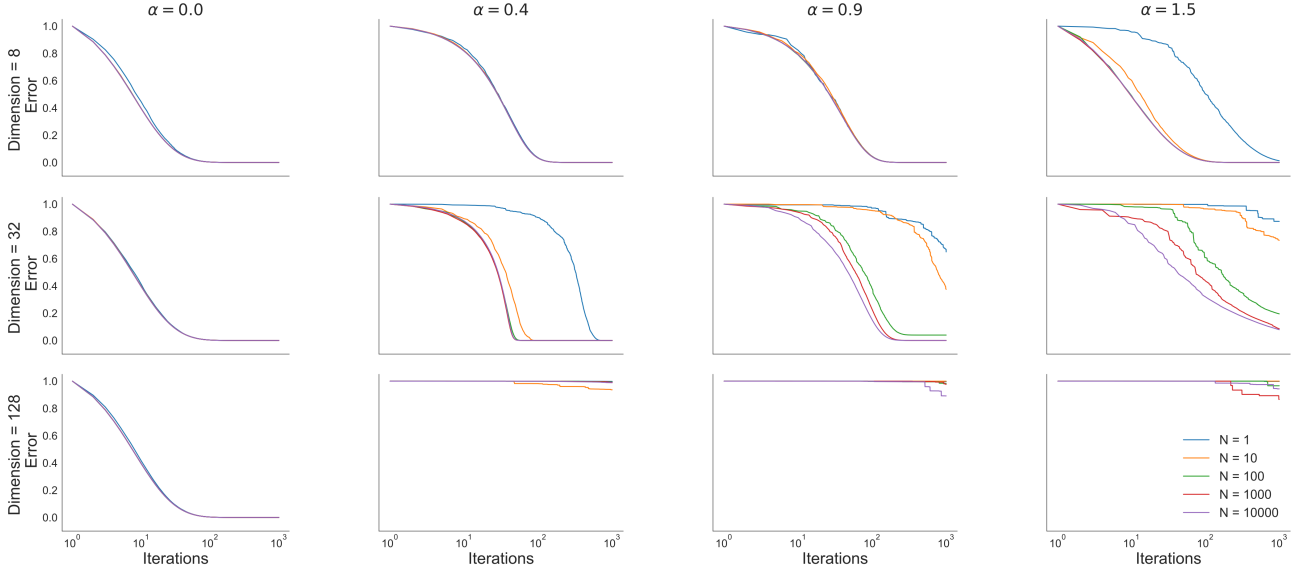 α = 0.0
α = 0.4
α = 0.9
α = 1.5
Dimension = 8
Error
1.0
0.8
0.6
0.4
0.2
0.0
Dimension = 32
Error
1.0
0.8
0.6
0.4
0.2
0.0
Dimension = 128
Error
1.0
0.8
0.6
0.4
0.2
0.0
N = 1
N = 10
N = 100
N = 1000
N = 10000
10⁰ 10¹ 10² 10³
10⁰ 10¹ 10² 10³
10⁰ 10¹ 10² 10³
10⁰ 10¹ 10² 10³
Iterations
Iterations
Iterations
Iterations